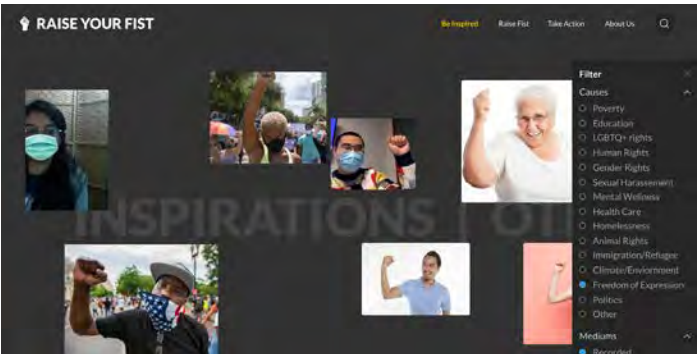 RAISE YOUR FIST
Be Inspired Raise Fist Take Action About Us
Filter
Causes
Poverty
Education
LGBTQ+ rights
Human Rights
Gender Rights
Sexual Harassement
Mental Wellness
Health Care
Homelessness
Animal Rights
Immigration/Refugee
Climate/Enviornment
Freedom of Expression
Politics
Other
INSPIRATIONS
Mediums
Recorded